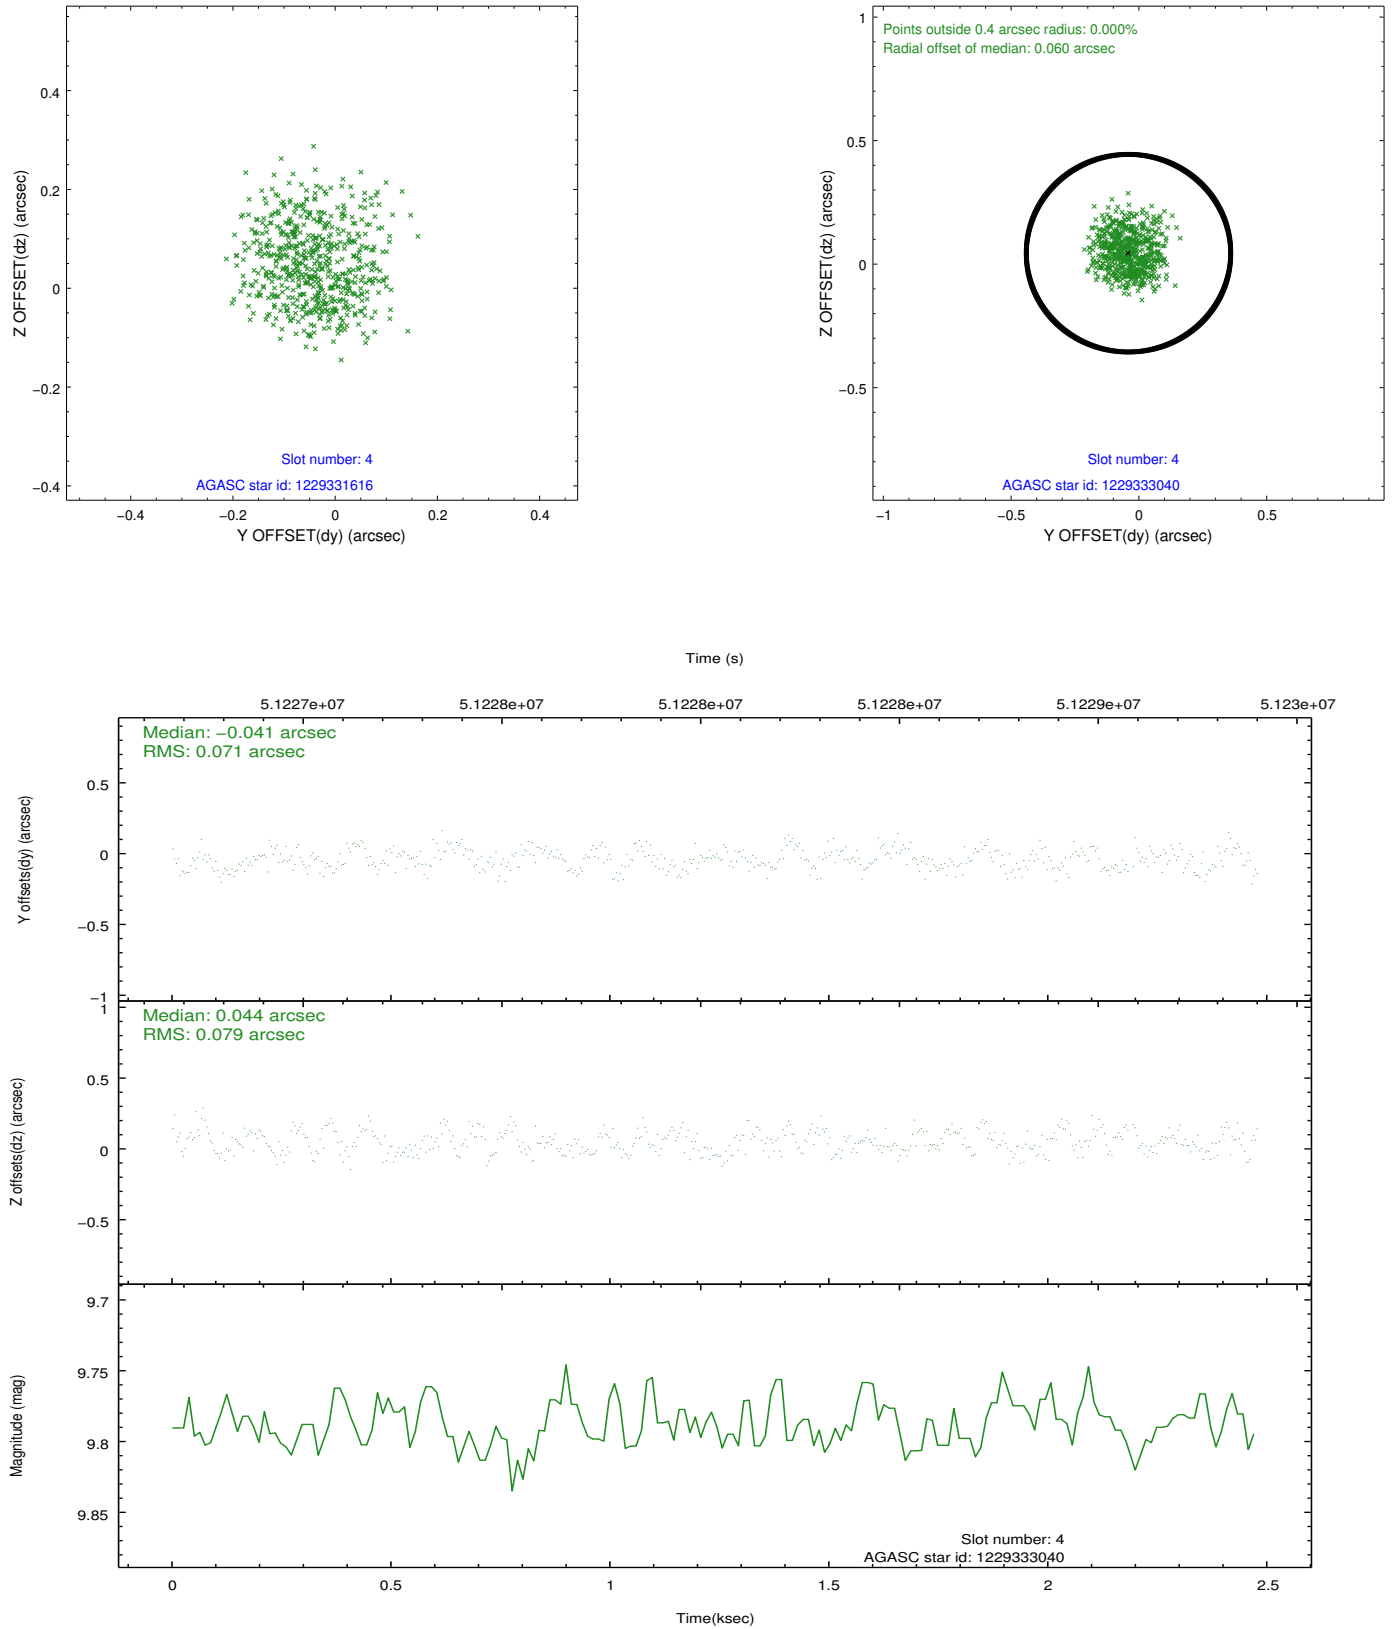 0.4
0.2
0
−0.2
−0.4
−0.4
−0.2
0
0.2
0.4
Z OFFSET(dz) (arcsec)
Y OFFSET(dy) (arcsec)
Slot number: 4
AGASC star id: 1229331616
Points outside 0.4 arcsec radius: 0.000%
Radial offset of median: 0.060 arcsec
1
0.5
0
−0.5
−1
−0.5
0
0.5
Z OFFSET(dz) (arcsec)
Y OFFSET(dy) (arcsec)
Slot number: 4
AGASC star id: 1229333040
Time (s)
5.1227e+07 5.1228e+07 5.1228e+07 5.1228e+07 5.1229e+07 5.123e+07
Median: −0.041 arcsec
RMS: 0.071 arcsec
0.5
0
−0.5
−1
Y offsets(dy) (arcsec)
Median: 0.044 arcsec
RMS: 0.079 arcsec
1
0.5
0
−0.5
Z offsets(dz) (arcsec)
9.7
9.75
9.8
9.85
Magnitude (mag)
Slot number: 4
AGASC star id: 1229333040
0 0.5 1 1.5 2 2.5
Time(ksec)